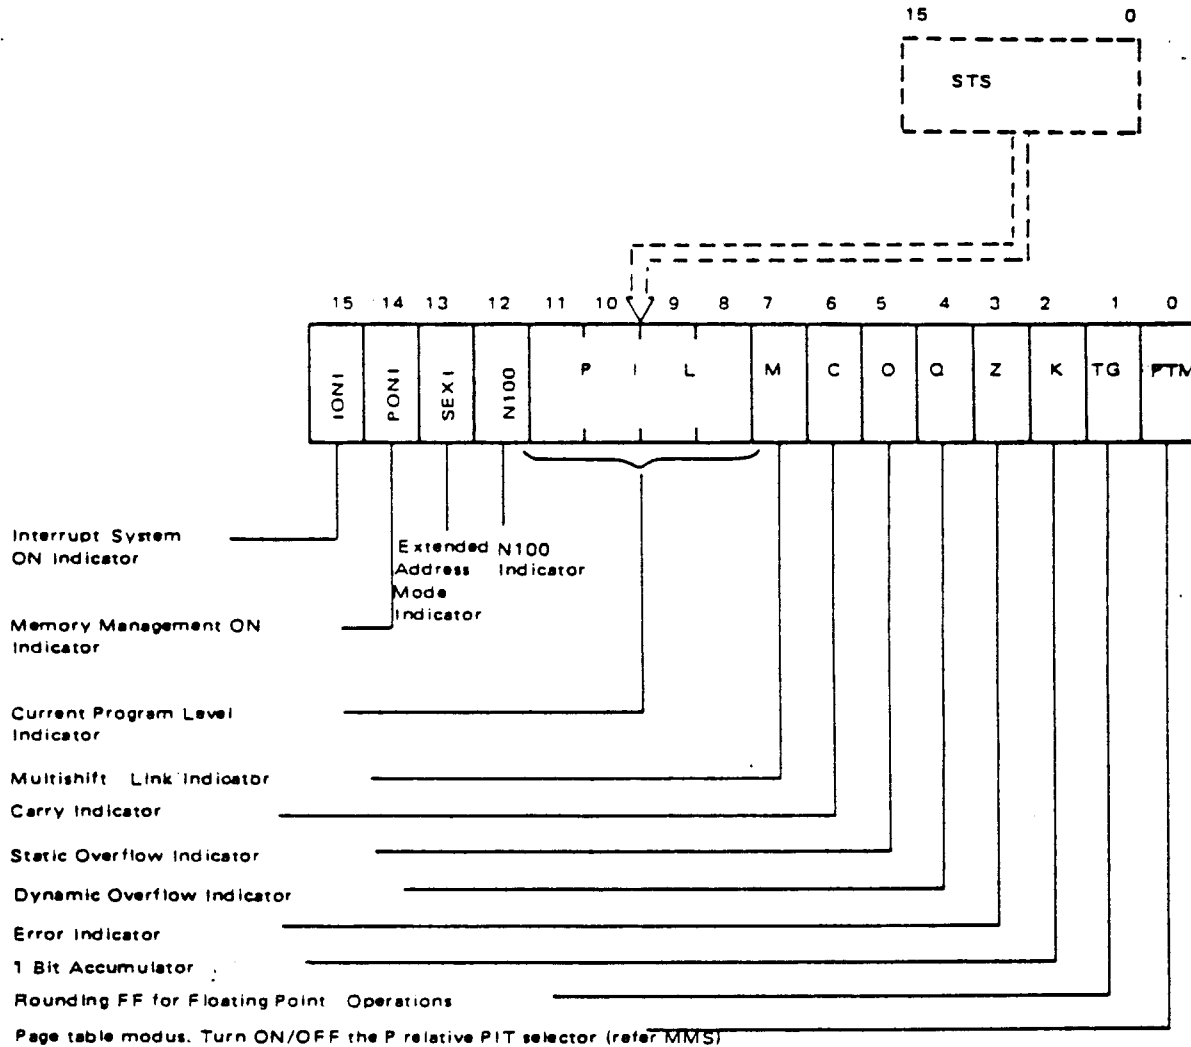 15 0
STS
15 14 13 12 11 10 9 8 7 6 5 4 3 2 1 0
IONI PONI SEXI N100 P I L M C O Q Z K TG PTM
Interrupt System
ON Indicator
Extended
Address
Mode
Indicator
N100
Indicator
Memory Management ON
Indicator
Current Program Level
Indicator
Multishift Link Indicator
Carry Indicator
Static Overflow Indicator
Dynamic Overflow Indicator
Error Indicator
1 Bit Accumulator
Rounding FF for Floating Point Operations
Page table modus. Turn ON/OFF the P relative PIT selector (refer MMS)